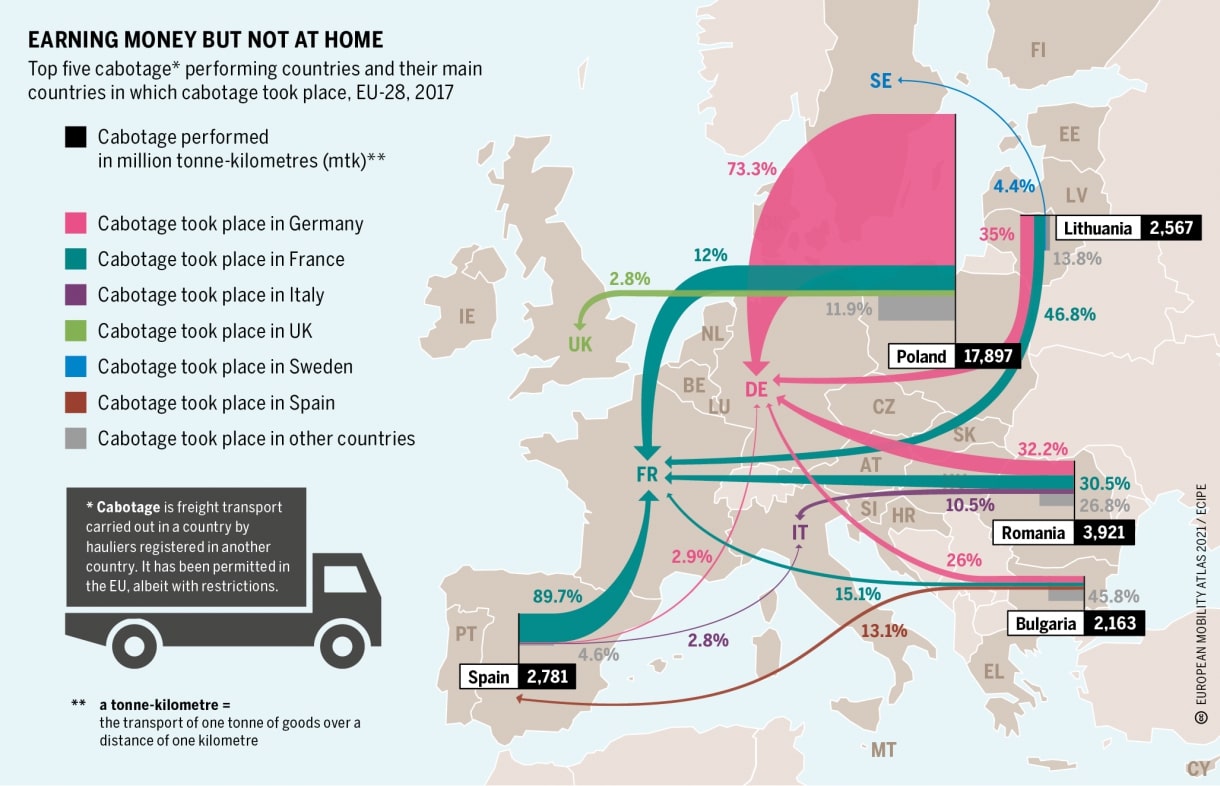 EARNING MONEY BUT NOT AT HOME
Top five cabotage* performing countries and their main
countries in which cabotage took place, EU-28, 2017
Cabotage performed
in million tonne-kilometres (mtk)**
Cabotage took place in Germany
Cabotage took place in France
Cabotage took place in Italy
Cabotage took place in UK
Cabotage took place in Sweden
Cabotage took place in Spain
Cabotage took place in other countries
* Cabotage is freight transport
carried out in a country by
hauliers registered in another
country. It has been permitted in
the EU, albeit with restrictions.
** a tonne-kilometre =
the transport of one tonne of goods over a
distance of one kilometre
FI
SE
EE
73.3%
4.4%
LV
Lithuania 2,567
35%
13.8%
12%
2.8%
11.9%
46.8%
IE
UK
NL
Poland 17,897
BE
DE
LU
CZ
SK
32.2%
FR
AT
30.5%
10.5%
26.8%
SI
HR
IT
Romania 3,921
2.9%
26%
89.7%
15.1%
45.8%
PT
13.1%
Bulgaria 2,163
2.8%
4.6%
Spain 2,781
EL
MT
CY
EUROPEAN MOBILITY ATLAS 2021 / ECIPE